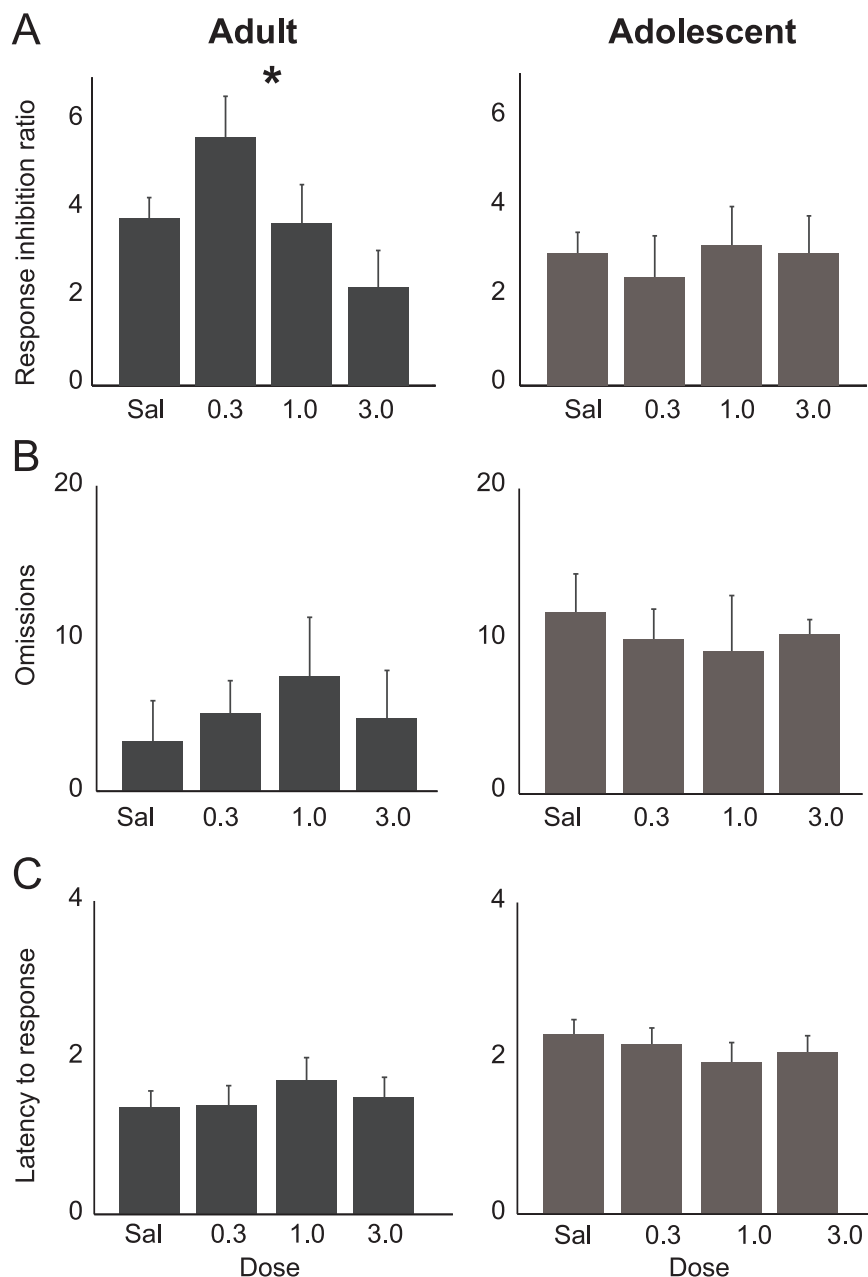 A
Adult
Adolescent
*
Response inhibition ratio
6
4
2
0
Sal 0.3 1.0 3.0
6
4
2
0
Sal 0.3 1.0 3.0
B
Omissions
20
10
0
Sal 0.3 1.0 3.0
20
10
0
Sal 0.3 1.0 3.0
C
Latency to response
4
2
0
Sal 0.3 1.0 3.0
Dose
4
2
0
Sal 0.3 1.0 3.0
Dose